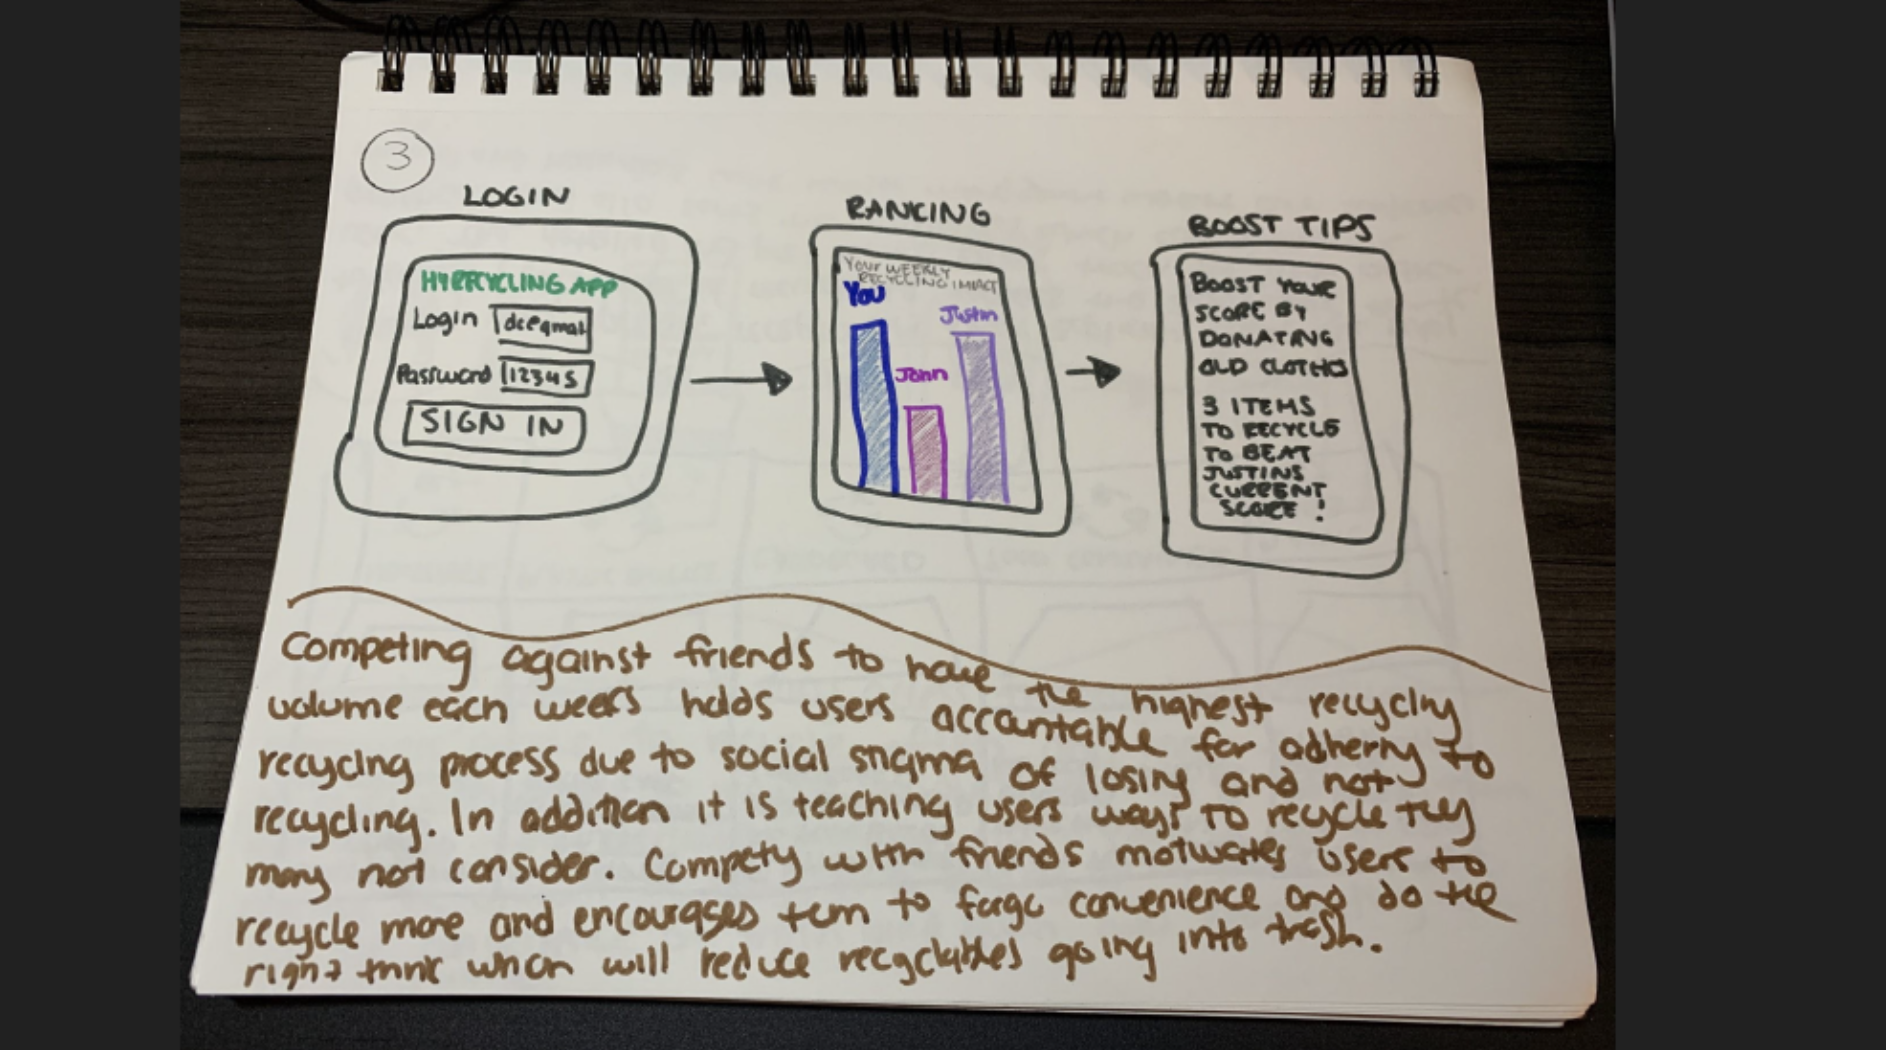 3
LOGIN
RANKING
BOOST TIPS
MYRECYCLING APP
Login dce@mail
Password 12345
SIGN IN
YOUR WEEKLY
RECYCLING IMPACT
You
Justin
John
BOOST YOUR
SCORE BY
DONATING
OLD CLOTHES
3 ITEMS
TO RECYCLE
TO BEAT
JUSTINS
CURRENT
SCORE!
Competing against friends to have the highest recycling
volume each week holds users accountable for adhering to
recycling process due to social stigma of losing and not
recycling. In addition it is teaching users ways to recycle they
may not consider. Competing with friends motivates users to
recycle more and encourages them to forgo convenience and do the
right think which will reduce recyclables going into trash.